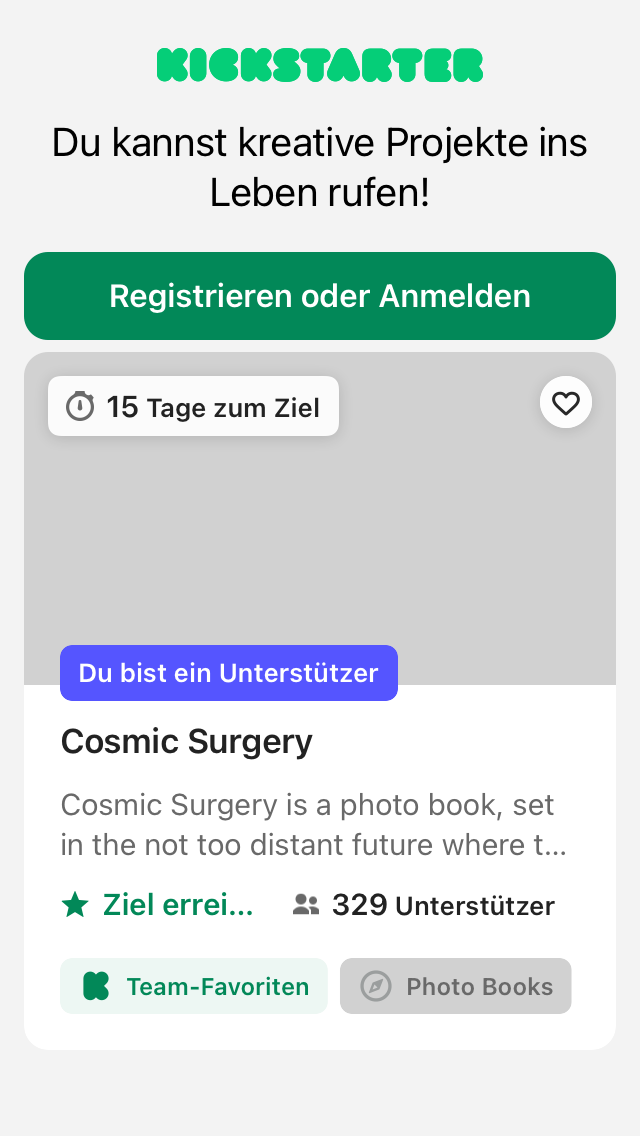 KICKSTARTER
Du kannst kreative Projekte ins
Leben rufen!
Registrieren oder Anmelden
15 Tage zum Ziel
Du bist ein Unterstützer
Cosmic Surgery
Cosmic Surgery is a photo book, set
in the not too distant future where t...
Ziel errei... 329 Unterstützer
Team-Favoriten Photo Books